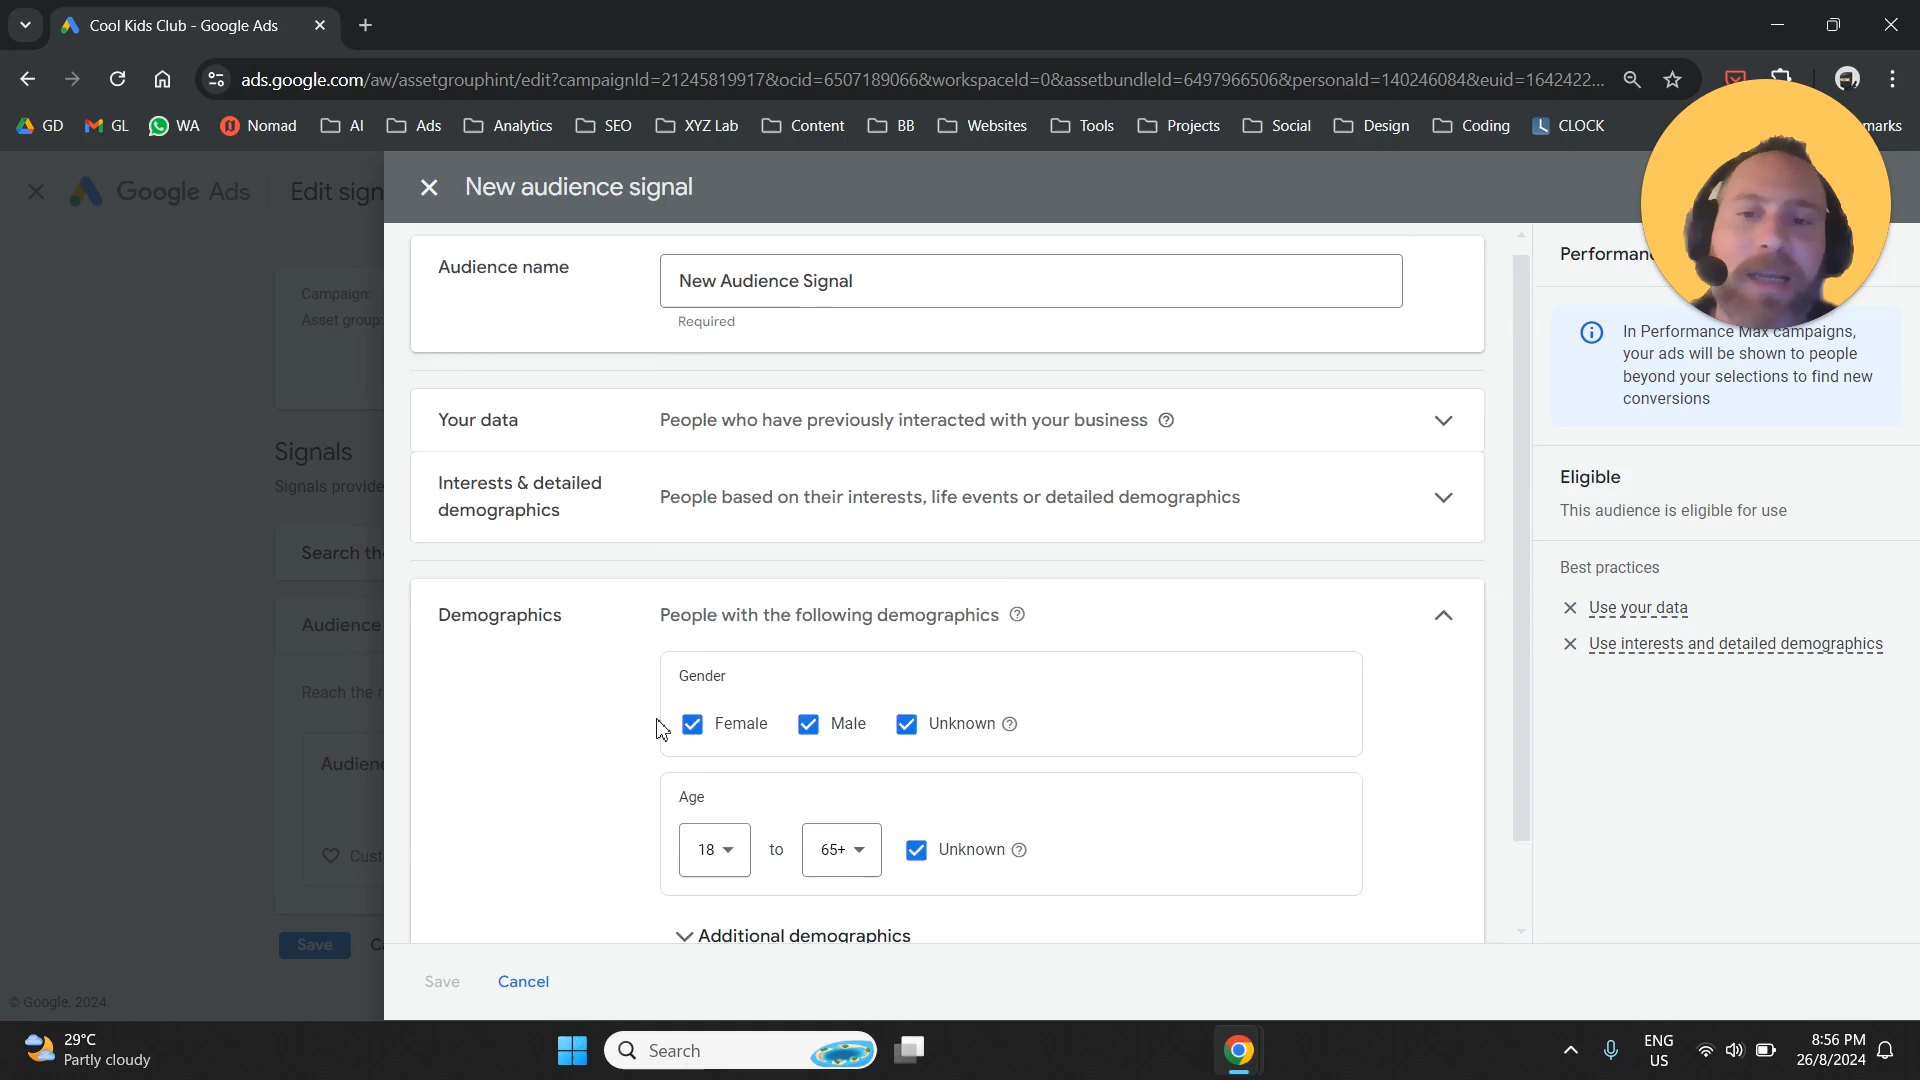 Cool Kids Club - Google Ads
ads.google.com/aw/assetgrouphint/edit?campaignId=21245819917&ocid=6507189066&workspaceId=0&assetbundleId=6497966506&personaId=140246084&euid=1642422...
GD
GL
WA
Nomad
AI
Ads
Analytics
SEO
XYZ Lab
Content
BB
Websites
Tools
Projects
Social
Design
Coding
CLOCK
marks
Google Ads
Edit sign
New audience signal
Campaign:
Asset group:
Signals
Signals provide
Search th
Audience
Reach the r
Audien
Cust
Save
C
© Google, 2024.
Audience name
New Audience Signal
Required
Your data
People who have previously interacted with your business
Interests & detailed
demographics
People based on their interests, life events or detailed demographics
Demographics
People with the following demographics
Gender
Female
Male
Unknown
Age
18
to
65+
Unknown
Additional demographics
Save
Cancel
Performan
In Performance Max campaigns,
your ads will be shown to people
beyond your selections to find new
conversions
Eligible
This audience is eligible for use
Best practices
Use your data
Use interests and detailed demographics
29°C
Partly cloudy
Search
ENG
US
8:56 PM
26/8/2024